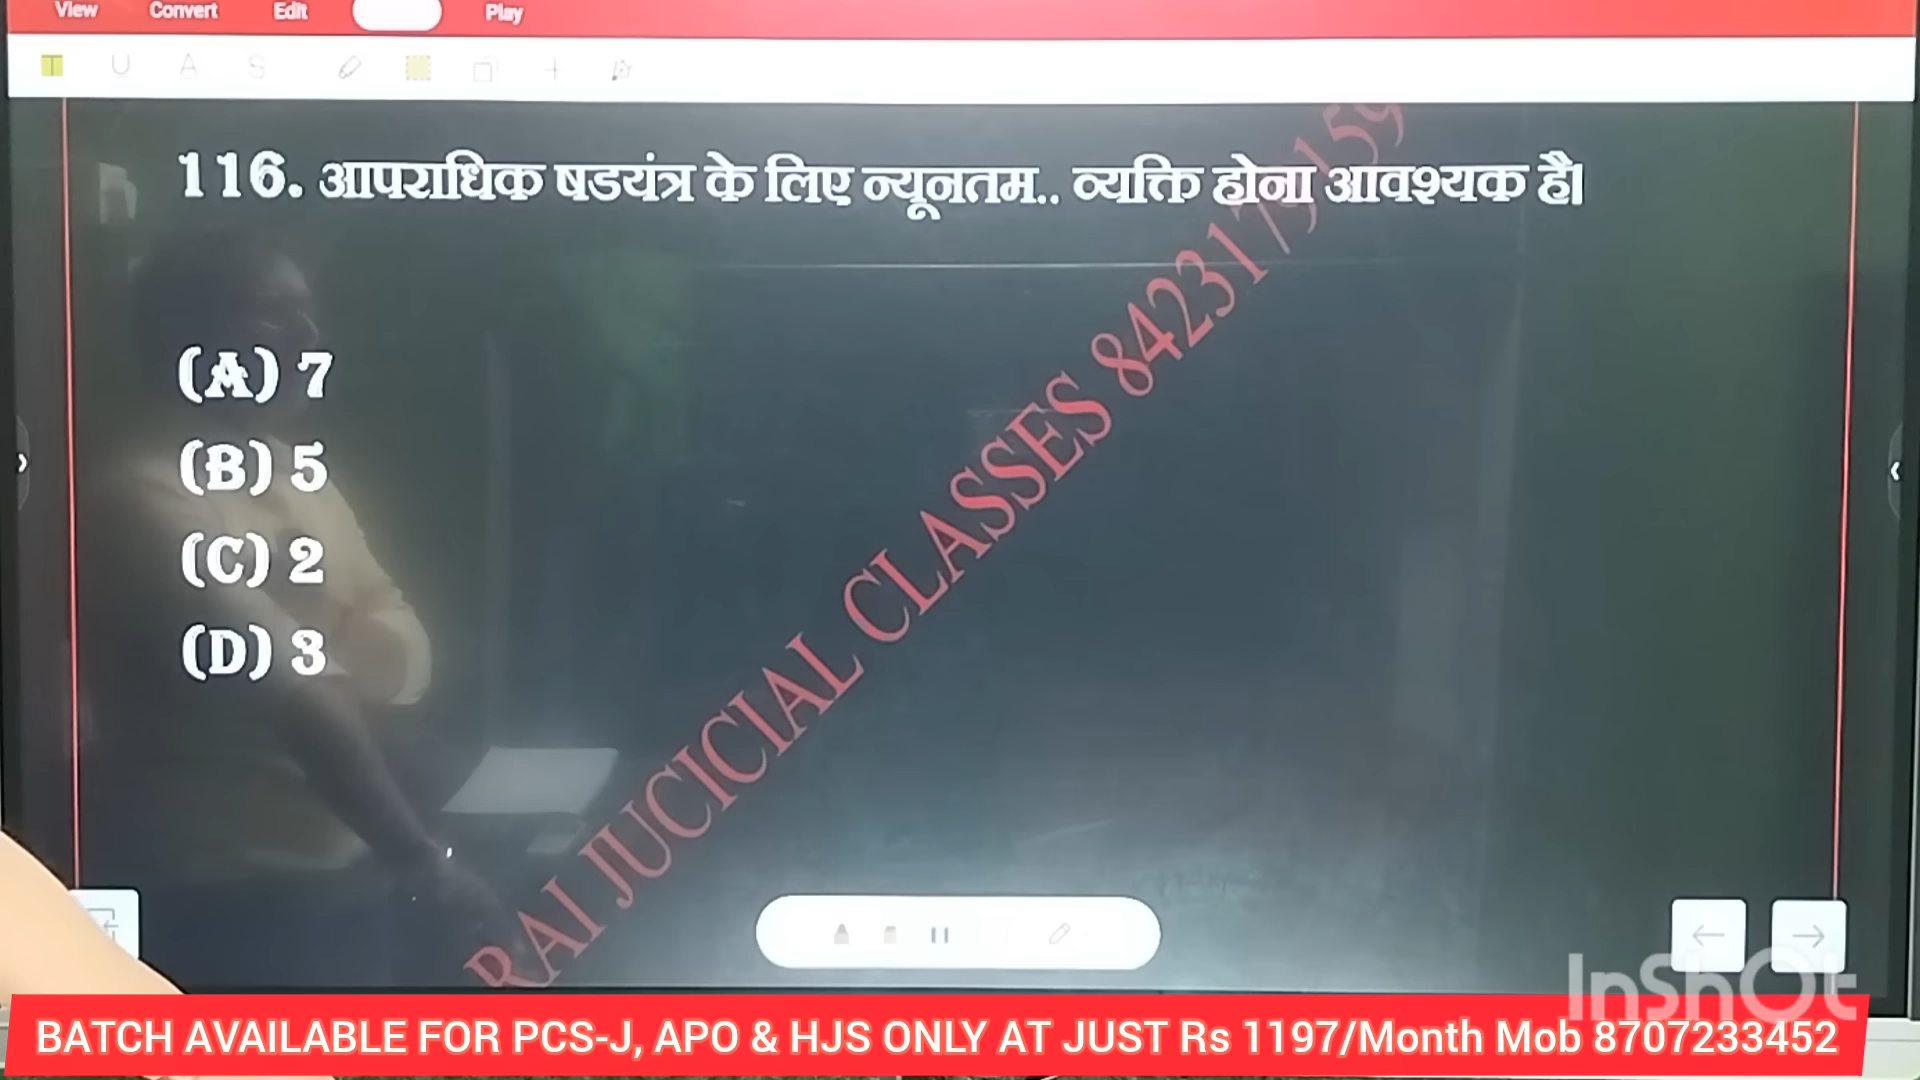 View Convert Edit Play
T U A S
116. आपराधिक षडयंत्र के लिए न्यूनतम.. व्यक्ति होना आवश्यक है।
(A) 7
(B) 5
(C) 2
(D) 3
RAI JUCICIAL CLASSES 8423179159
InShOt
BATCH AVAILABLE FOR PCS-J, APO & HJS ONLY AT JUST Rs 1197/Month Mob 8707233452